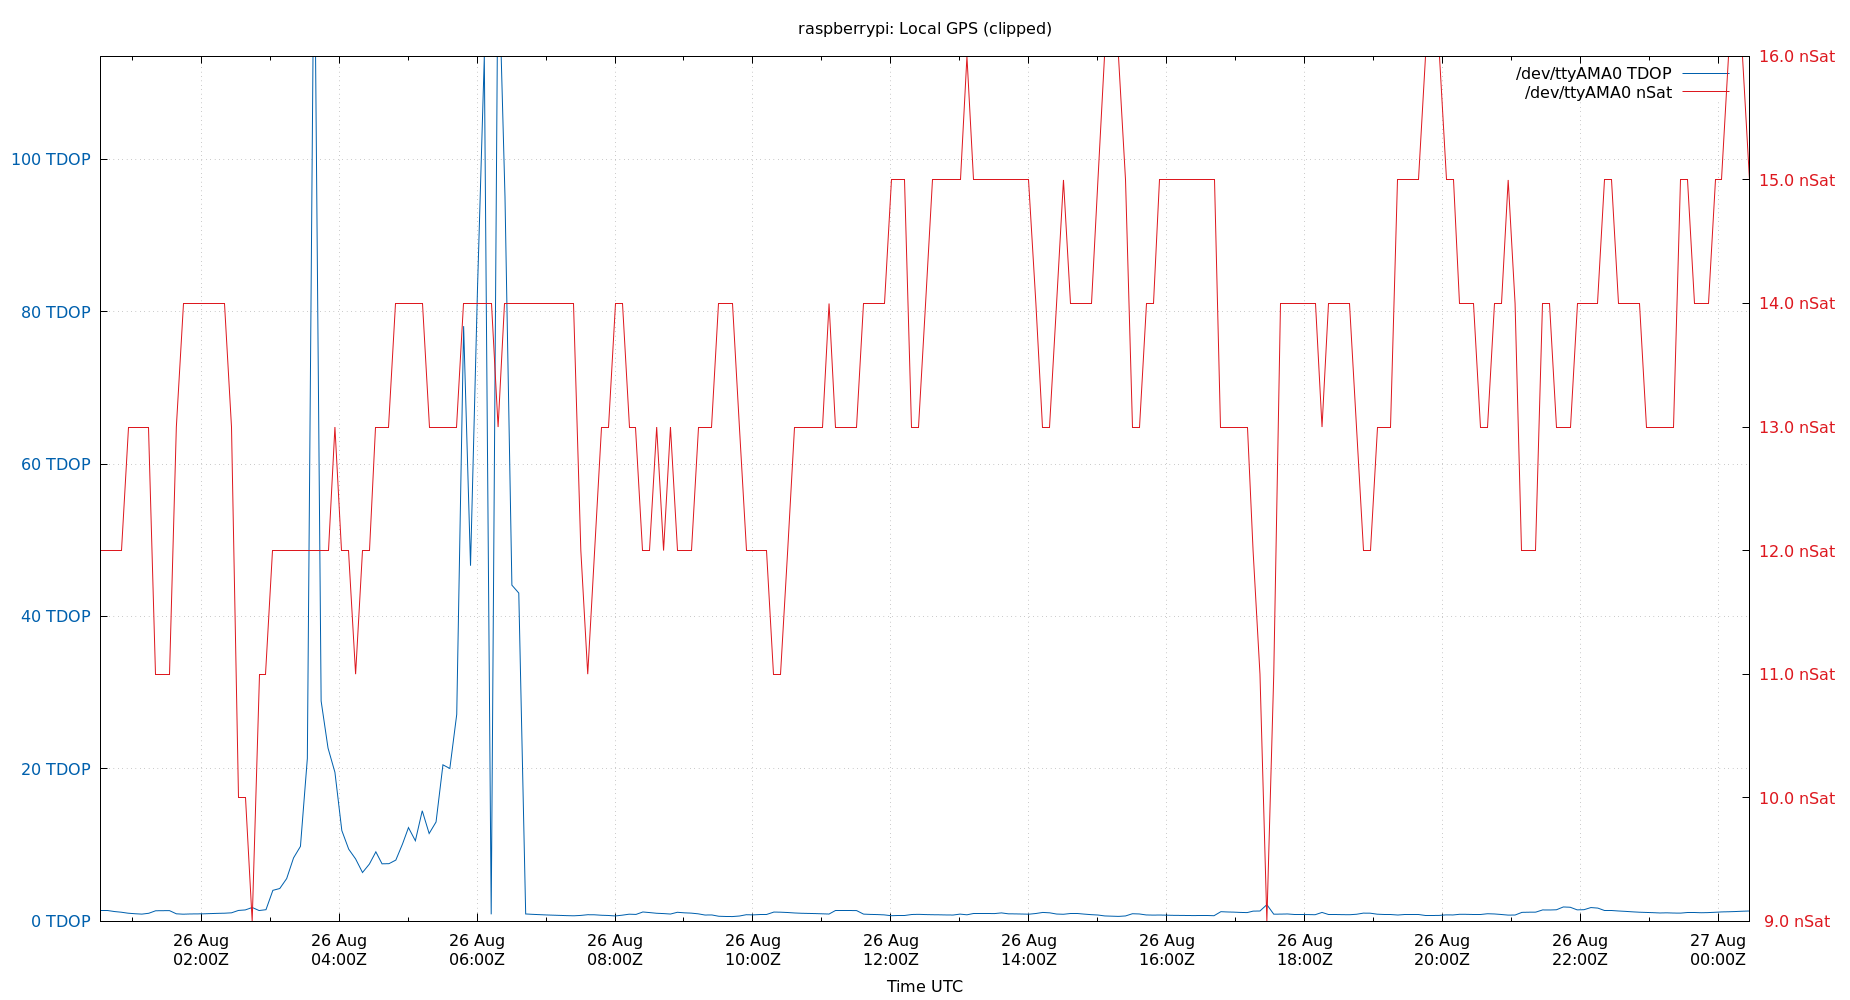 raspberrypi: Local GPS (clipped)
/dev/ttyAMA0 TDOP
/dev/ttyAMA0 nSat
100 TDOP
80 TDOP
60 TDOP
40 TDOP
20 TDOP
0 TDOP
16.0 nSat
15.0 nSat
14.0 nSat
13.0 nSat
12.0 nSat
11.0 nSat
10.0 nSat
9.0 nSat
26 Aug 26 Aug 26 Aug 26 Aug 26 Aug 26 Aug 26 Aug 26 Aug 26 Aug 26 Aug 26 Aug 27 Aug
02:00Z 04:00Z 06:00Z 08:00Z 10:00Z 12:00Z 14:00Z 16:00Z 18:00Z 20:00Z 22:00Z 00:00Z
Time UTC